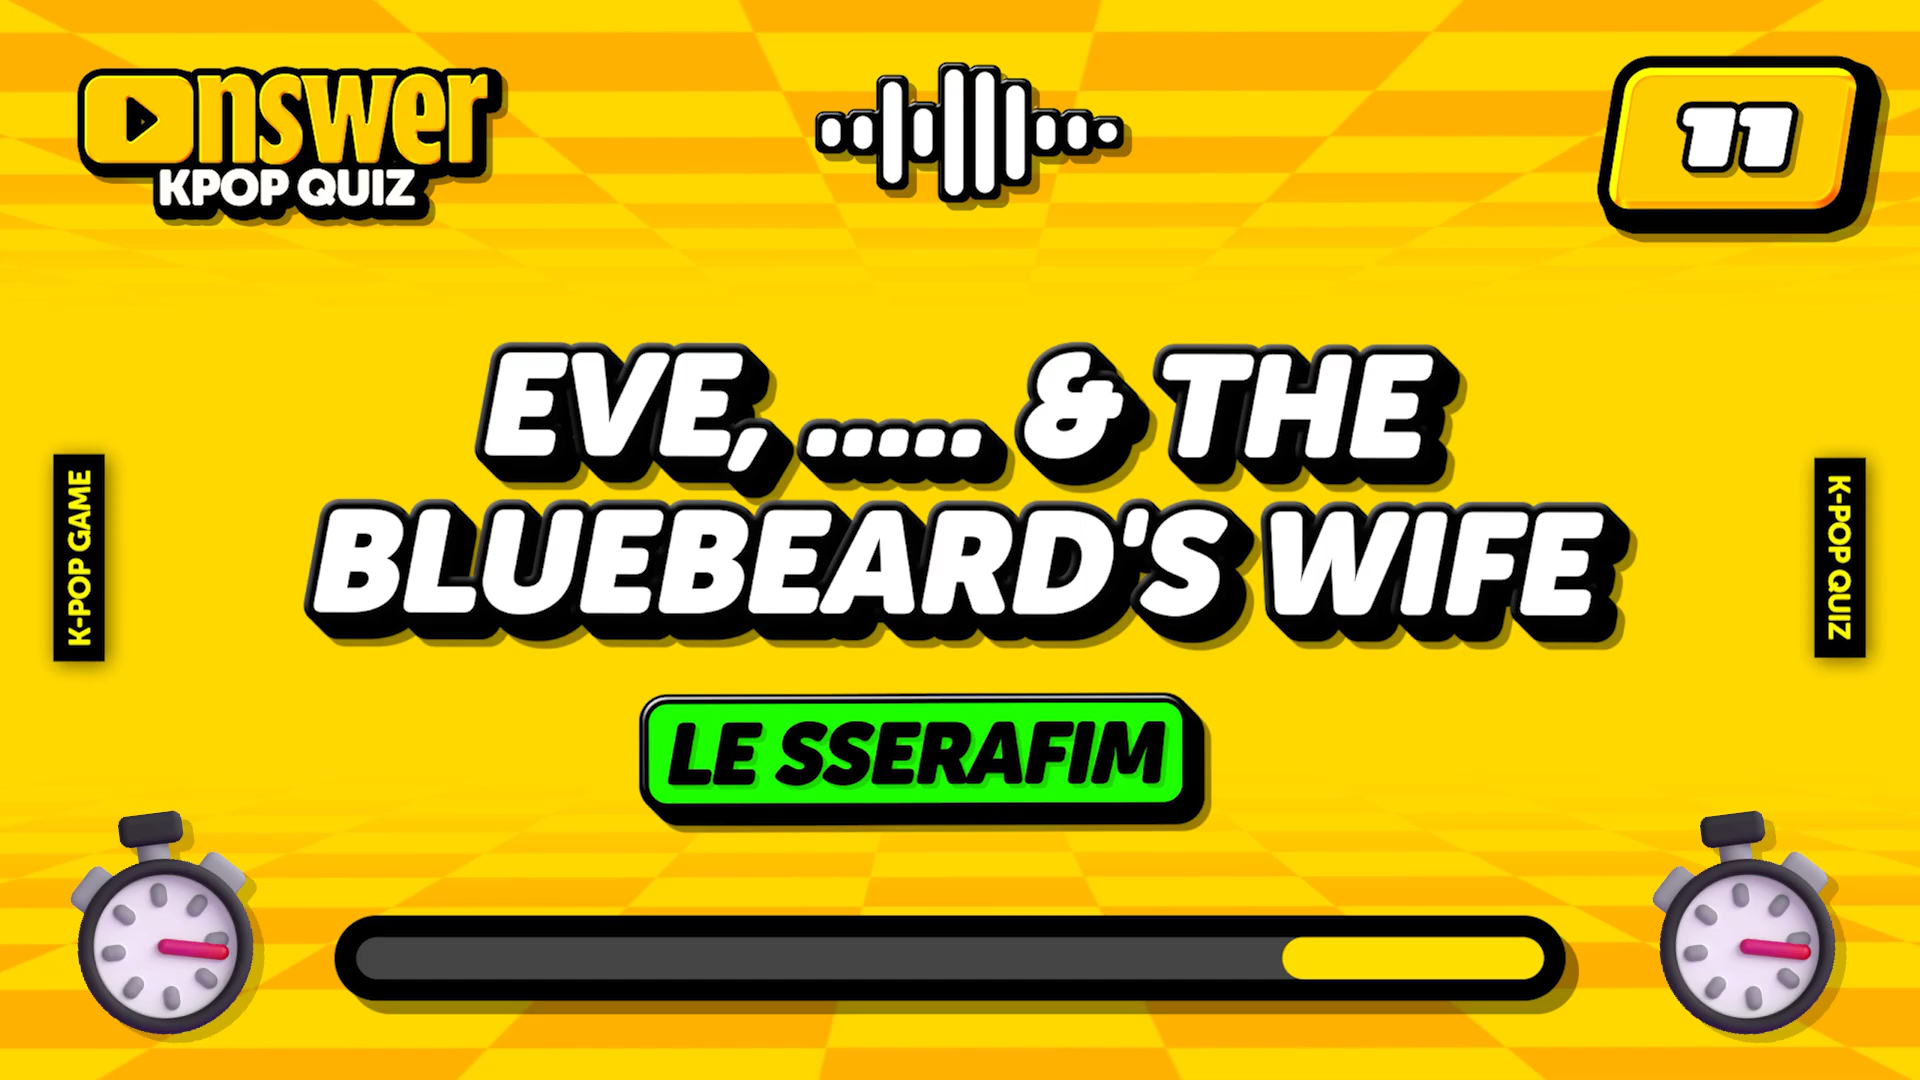 nswer
KPOP QUIZ
11
EVE, ..... & THE
BLUEBEARD'S WIFE
K-POP GAME
K-POP QUIZ
LE SSERAFIM